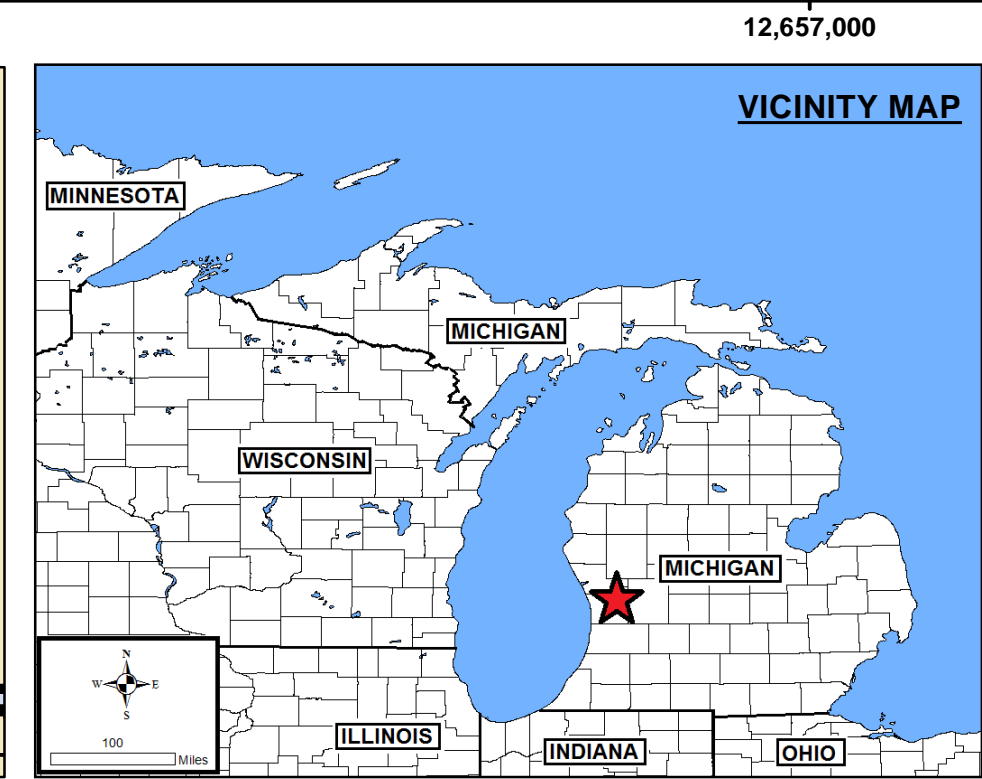 12,657,000
VICINITY MAP
MINNESOTA
MICHIGAN
WISCONSIN
MICHIGAN
N
W E
S
100
Miles
ILLINOIS
INDIANA
OHIO